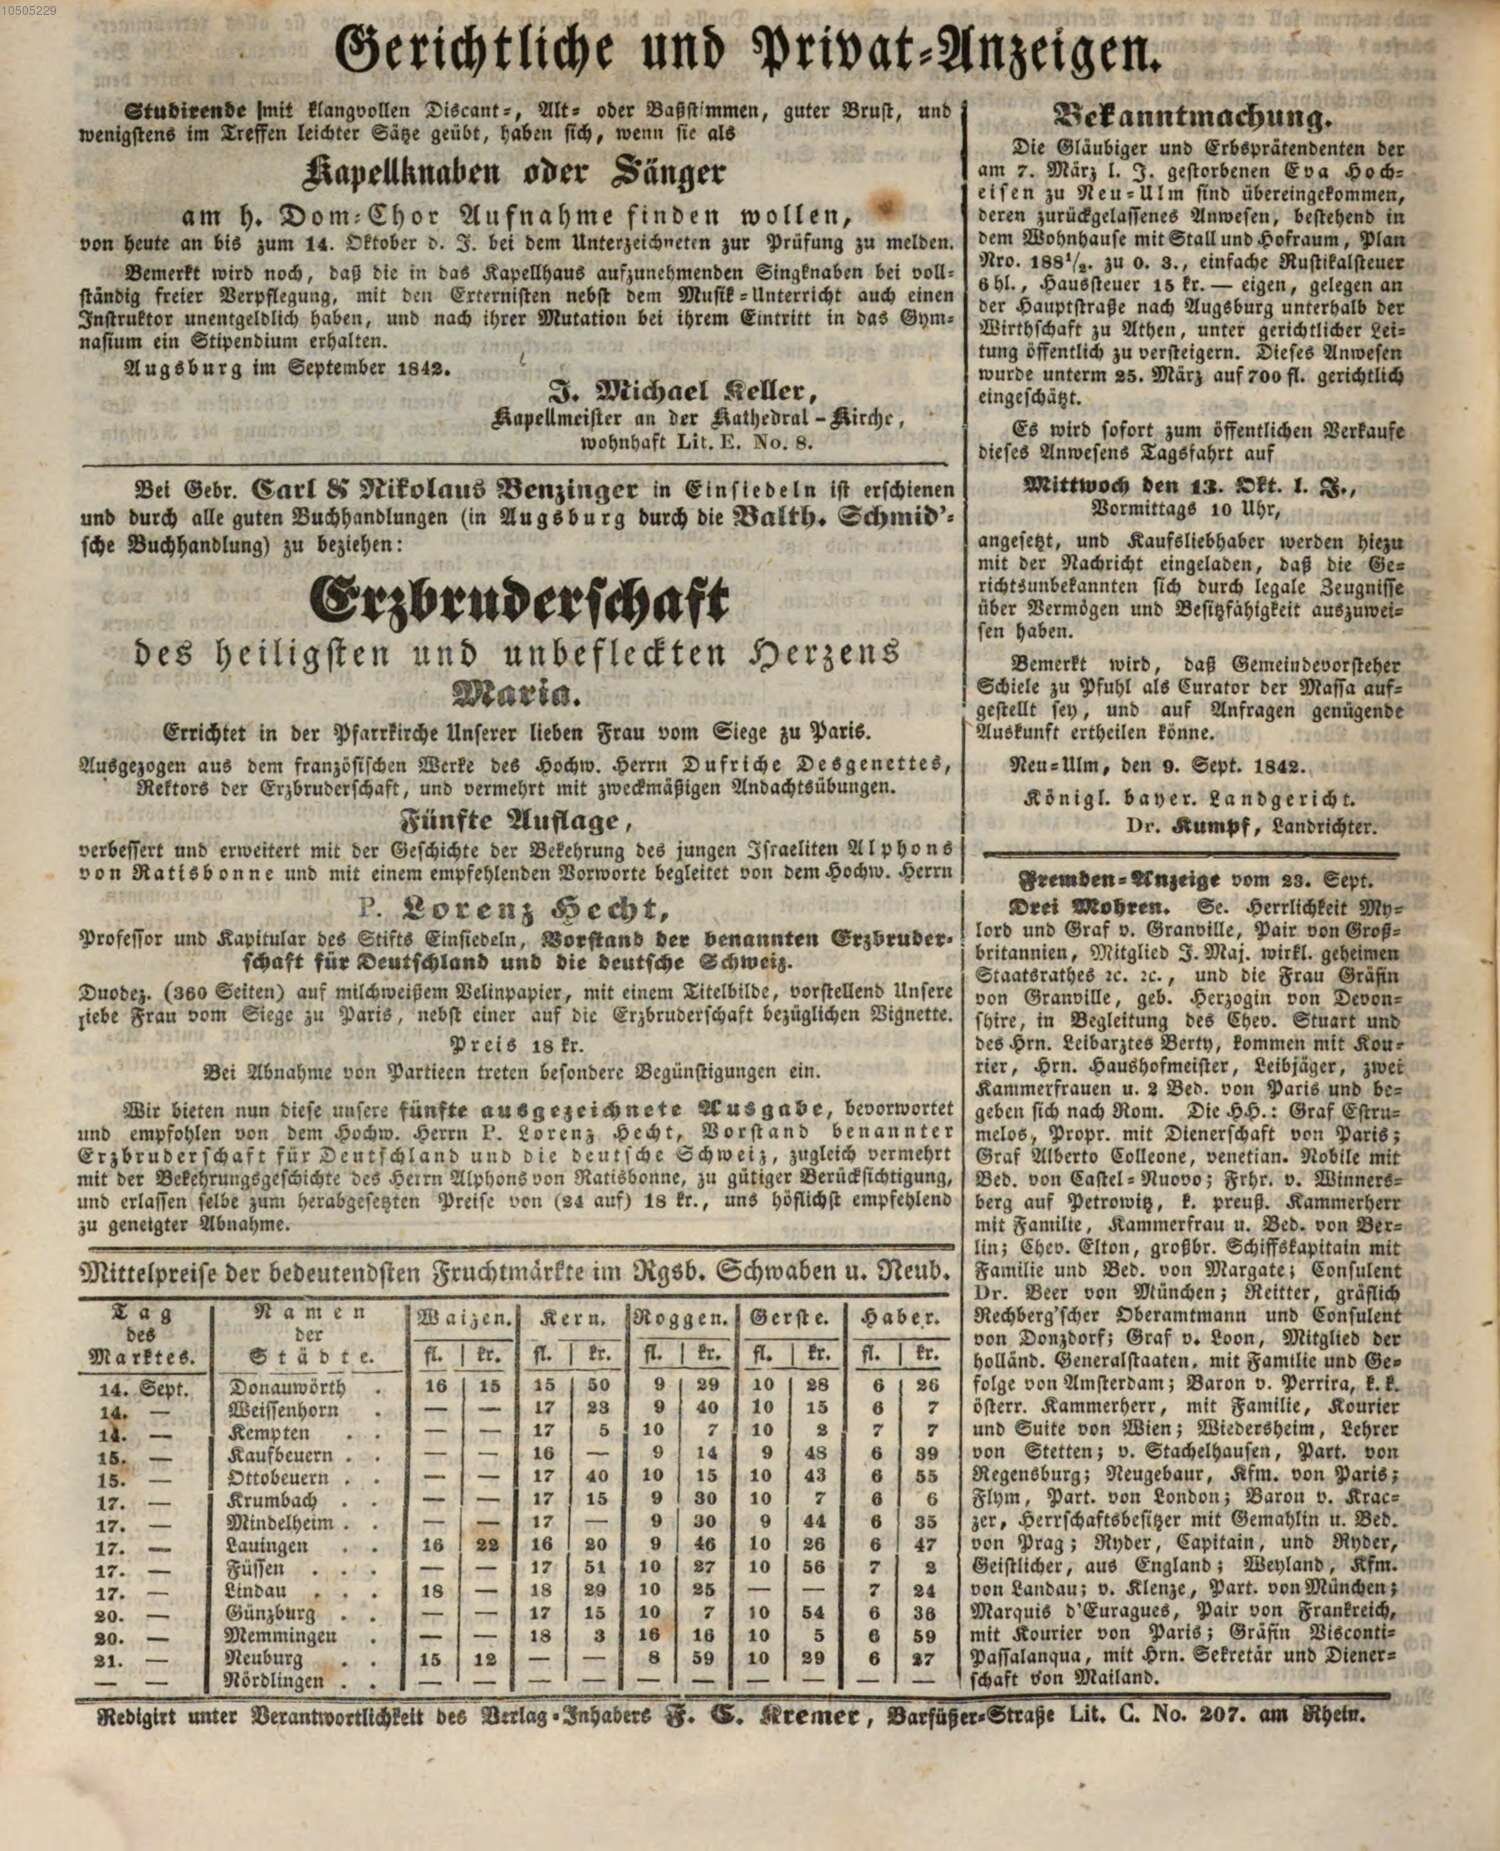 10505229
Gerichtliche und Privat-Anzeigen.
Studirende mit klangvollen Discant-, Alt- oder Baßstimmen, guter Brust, und
wenigstens im Treffen leichter Sätze geübt, haben sich, wenn sie als
Kapellknaben oder Sänger
am h. Dom-Chor Aufnahme finden wollen,
von heute an bis zum 14. Oktober d. J. bei dem Unterzeichneten zur Prüfung zu melden.
Bemerkt wird noch, daß die in das Kapellhaus aufzunehmenden Singknaben bei voll-
ständig freier Verpflegung, mit den Externisten nebst dem Musik-Unterricht auch einen
Instruktor unentgeldlich haben, und nach ihrer Mutation bei ihrem Eintritt in das Gym-
nasium ein Stipendium erhalten.
Augsburg im September 1842.
J. Michael Keller,
Kapellmeister an der Kathedral-Kirche,
wohnhaft Lit. E. No. 8.
Bei Gebr. Carl & Nikolaus Benzinger in Einsiedeln ist erschienen
und durch alle guten Buchhandlungen (in Augsburg durch die Balth. Schmid'-
sche Buchhandlung) zu beziehen:
Erzbruderschaft
des heiligsten und unbefleckten Herzens
Maria.
Errichtet in der Pfarrkirche Unserer lieben Frau vom Siege zu Paris.
Ausgezogen aus dem französischen Werke des Hochw. Herrn Dufriche Desgenettes,
Rektors der Erzbruderschaft, und vermehrt mit zweckmäßigen Andachtsübungen.
Fünfte Auflage,
verbessert und erweitert mit der Geschichte der Bekehrung des jungen Israeliten Alphons
von Ratisbonne und mit einem empfehlenden Vorworte begleitet von dem Hochw. Herrn
P. Lorenz Hecht,
Professor und Kapitular des Stifts Einsiedeln, Vorstand der benannten Erzbruder-
schaft für Deutschland und die deutsche Schweiz.
Duodez. (360 Seiten) auf milchweißem Velinpapier, mit einem Titelbilde, vorstellend Unsere
liebe Frau vom Siege zu Paris, nebst einer auf die Erzbruderschaft bezüglichen Vignette.
Preis 18 kr.
Bei Abnahme von Partieen treten besondere Begünstigungen ein.
Wir bieten nun diese unsere fünfte ausgezeichnete Ausgabe, bevorwortet
und empfohlen von dem Hochw. Herrn P. Lorenz Hecht, Vorstand benannter
Erzbruderschaft für Deutschland und die deutsche Schweiz, zugleich vermehrt
mit der Bekehrungsgeschichte des Herrn Alphons von Ratisbonne, zu gütiger Berücksichtigung,
und erlassen selbe zum herabgesetzten Preise von (24 auf) 18 kr., uns höflichst empfehlend
zu geneigter Abnahme.
Mittelpreise der bedeutendsten Fruchtmärkte im Rgsb. Schwaben u. Neub.
Tag des Marktes. | Namen der Städte. | Waizen. | Kern. | Roggen. | Gerste. | Haber.
fl. | kr. | fl. | kr. | fl. | kr. | fl. | kr. | fl. | kr.
14. Sept. Donauwörth . 16 15 15 50 9 29 10 28 6 26
14. — Weissenhorn . — — 17 23 9 40 10 15 6 7
14. — Kempten . . — — 17 5 10 7 10 2 7 7
15. — Kaufbeuern . . — — 16 — 9 14 9 48 6 39
15. — Ottobeuern . . — — 17 40 10 15 10 43 6 55
17. — Krumbach . . — — 17 15 9 30 10 7 6 6
17. — Mindelheim . . — — 17 — 9 30 9 44 6 35
17. — Lauingen . . 16 22 16 20 9 46 10 26 6 47
17. — Füssen . . . — — 17 51 10 27 10 56 7 2
17. — Lindau . . . 18 — 18 29 10 25 — — 7 24
20. — Günzburg . . — — 17 15 10 7 10 54 6 36
20. — Memmingen . — — 18 3 16 16 10 5 6 59
21. — Neuburg . . 15 12 — — 8 59 10 29 6 27
— — Nördlingen . . — — — — — — — — — —
Bekanntmachung.
Die Gläubiger und Erbsprätendenten der
am 7. März l. J. gestorbenen Eva Hoch-
eisen zu Neu-Ulm sind übereingekommen,
deren zurückgelassenes Anwesen, bestehend in
dem Wohnhause mit Stall und Hofraum, Plan
Nro. 188½. zu 0. 3., einfache Rustikalsteuer
6 hl., Haussteuer 15 kr. — eigen, gelegen an
der Hauptstraße nach Augsburg unterhalb der
Wirthschaft zu Athen, unter gerichtlicher Lei-
tung öffentlich zu versteigern. Dieses Anwesen
wurde unterm 25. März auf 700 fl. gerichtlich
eingeschätzt.
Es wird sofort zum öffentlichen Verkaufe
dieses Anwesens Tagsfahrt auf
Mittwoch den 13. Okt. l. J.,
Vormittags 10 Uhr,
angesetzt, und Kaufsliebhaber werden hiezu
mit der Nachricht eingeladen, daß die Ge-
richtsunbekannten sich durch legale Zeugnisse
über Vermögen und Besitzfähigkeit auszuwei-
sen haben.
Bemerkt wird, daß Gemeindevorsteher
Schiele zu Pfuhl als Curator der Massa auf-
gestellt sey, und auf Anfragen genügende
Auskunft ertheilen könne.
Neu-Ulm, den 9. Sept. 1842.
Königl. bayer. Landgericht.
Dr. Kumpf, Landrichter.
Fremden-Anzeige vom 23. Sept.
Drei Mohren. Se. Herrlichkeit My-
lord und Graf v. Granville, Pair von Groß-
britannien, Mitglied J. Maj. wirkl. geheimen
Staatsrathes ꝛc. ꝛc., und die Frau Gräfin
von Granville, geb. Herzogin von Devon-
shire, in Begleitung des Chev. Stuart und
des Hrn. Leibarztes Berty, kommen mit Kou-
rier, Hrn. Haushofmeister, Leibjäger, zwei
Kammerfrauen u. 2 Bed. von Paris und be-
geben sich nach Rom. Die HH.: Graf Estru-
melos, Propr. mit Dienerschaft von Paris;
Graf Alberto Colleone, venetian. Nobile mit
Bed. von Castel-Nuovo; Frhr. v. Winners-
berg auf Petrowitz, k. preuß. Kammerherr
mit Familie, Kammerfrau u. Bed. von Ber-
lin; Chev. Elton, großbr. Schiffskapitain mit
Familie und Bed. von Margate; Consulent
Dr. Beer von München; Reitter, gräflich
Rechberg'scher Oberamtmann und Consulent
von Donzdorf; Graf v. Loon, Mitglied der
holländ. Generalstaaten, mit Familie und Ge-
folge von Amsterdam; Baron v. Perrira, k. k.
österr. Kammerherr, mit Familie, Kourier
und Suite von Wien; Wiedersheim, Lehrer
von Stetten; v. Stachelhausen, Part. von
Regensburg; Neugebaur, Kfm. von Paris;
Flym, Part. von London; Baron v. Krac-
zer, Herrschaftsbesitzer mit Gemahlin u. Bed.
von Prag; Ryder, Capitain, und Ryder,
Geistlicher, aus England; Weyland, Kfm.
von Landau; v. Klenze, Part. von München;
Marquis d'Euragues, Pair von Frankreich,
mit Kourier von Paris; Gräfin Visconti-
Passalanqua, mit Hrn. Sekretär und Diener-
schaft von Mailand.
Redigirt unter Verantwortlichkeit des Verlag-Inhabers F. C. Kremer, Barfüßer-Straße Lit. C. No. 207. am Rhein.